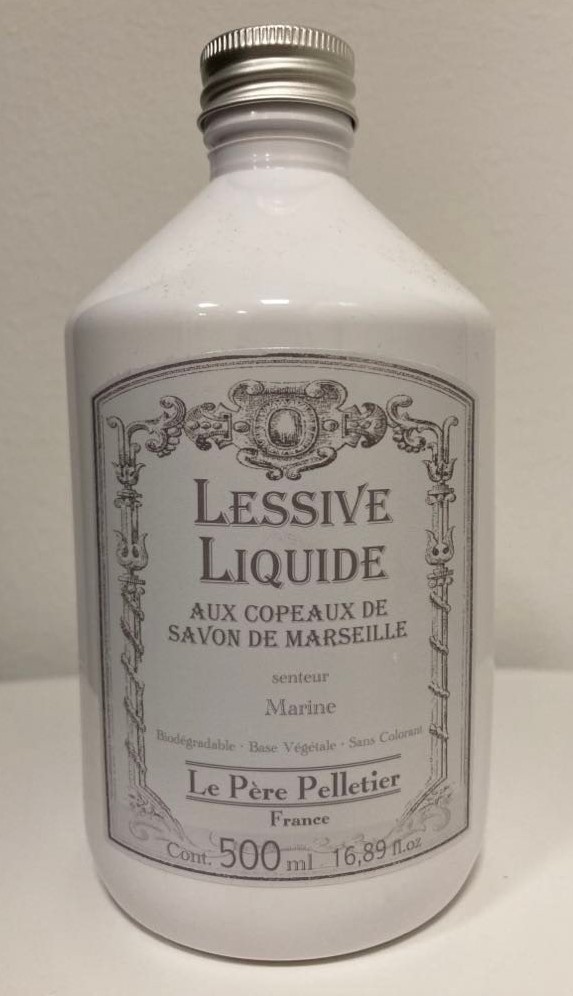 LESSIVE
LIQUIDE
AUX COPEAUX DE
SAVON DE MARSEILLE
senteur
Marine
Biodégradable · Base Végétale · Sans Colorant
Le Père Pelletier
France
Cont. 500 ml 16,89 fl.oz